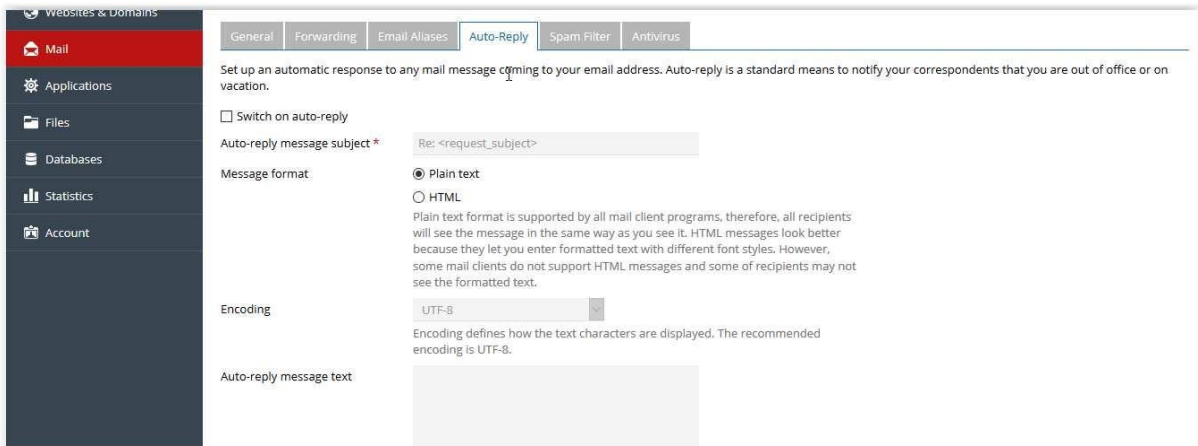 Websites & Domains
Mail
Applications
Files
Databases
Statistics
Account
General Forwarding Email Aliases Auto-Reply Spam Filter Antivirus
Set up an automatic response to any mail message coming to your email address. Auto-reply is a standard means to notify your correspondents that you are out of office or on
vacation.
Switch on auto-reply
Auto-reply message subject * Re: <request_subject>
Message format Plain text
HTML
Plain text format is supported by all mail client programs, therefore, all recipients
will see the message in the same way as you see it. HTML messages look better
because they let you enter formatted text with different font styles. However,
some mail clients do not support HTML messages and some of recipients may not
see the formatted text.
Encoding UTF-8
Encoding defines how the text characters are displayed. The recommended
encoding is UTF-8.
Auto-reply message text